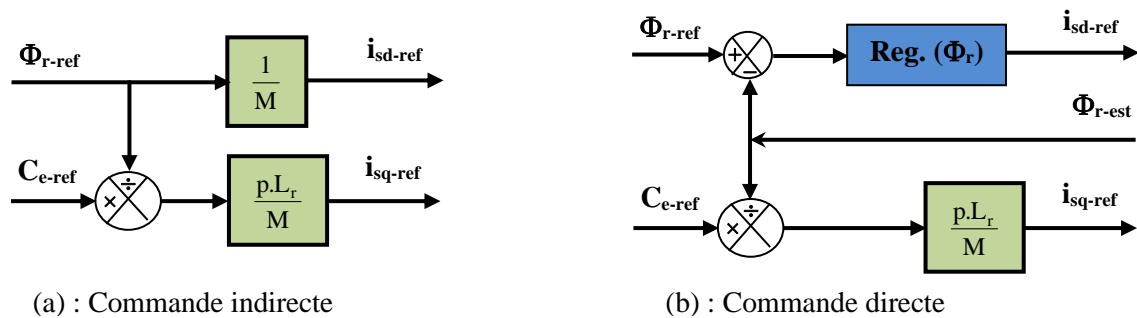 Φr-ref
1
M
isd-ref
Ce-ref
÷
×
p.Lr
M
isq-ref
(a) : Commande indirecte
Φr-ref
+
−
Reg. (Φr)
isd-ref
Φr-est
Ce-ref
÷
×
p.Lr
M
isq-ref
(b) : Commande directe